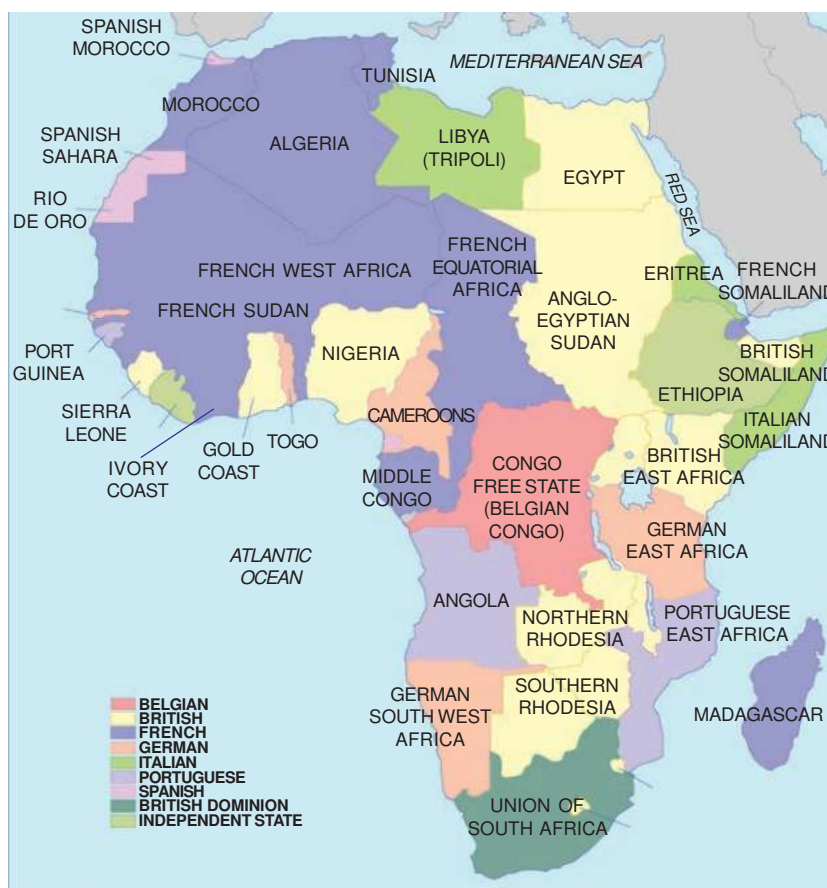 SPANISH
MOROCCO
MEDITERRANEAN SEA
TUNISIA
MOROCCO
ALGERIA
LIBYA
(TRIPOLI)
EGYPT
SPANISH
SAHARA
RIO
DE ORO
RED SEA
FRENCH WEST AFRICA
FRENCH
EQUATORIAL
AFRICA
ERITREA
FRENCH
SOMALILAND
FRENCH SUDAN
ANGLO-
EGYPTIAN
SUDAN
PORT
GUINEA
NIGERIA
BRITISH
SOMALILAND
ETHIOPIA
SIERRA
LEONE
IVORY
COAST
GOLD
COAST
TOGO
CAMEROONS
ITALIAN
SOMALILAND
MIDDLE
CONGO
CONGO
FREE STATE
(BELGIAN
CONGO)
BRITISH
EAST AFRICA
GERMAN
EAST AFRICA
ATLANTIC
OCEAN
ANGOLA
NORTHERN
RHODESIA
PORTUGUESE
EAST AFRICA
GERMAN
SOUTH WEST
AFRICA
SOUTHERN
RHODESIA
MADAGASCAR
UNION OF
SOUTH AFRICA
BELGIAN
BRITISH
FRENCH
GERMAN
ITALIAN
PORTUGUESE
SPANISH
BRITISH DOMINION
INDEPENDENT STATE